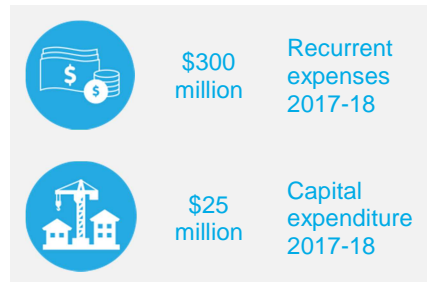 $
$
$300
million
Recurrent
expenses
2017-18
$25
million
Capital
expenditure
2017-18